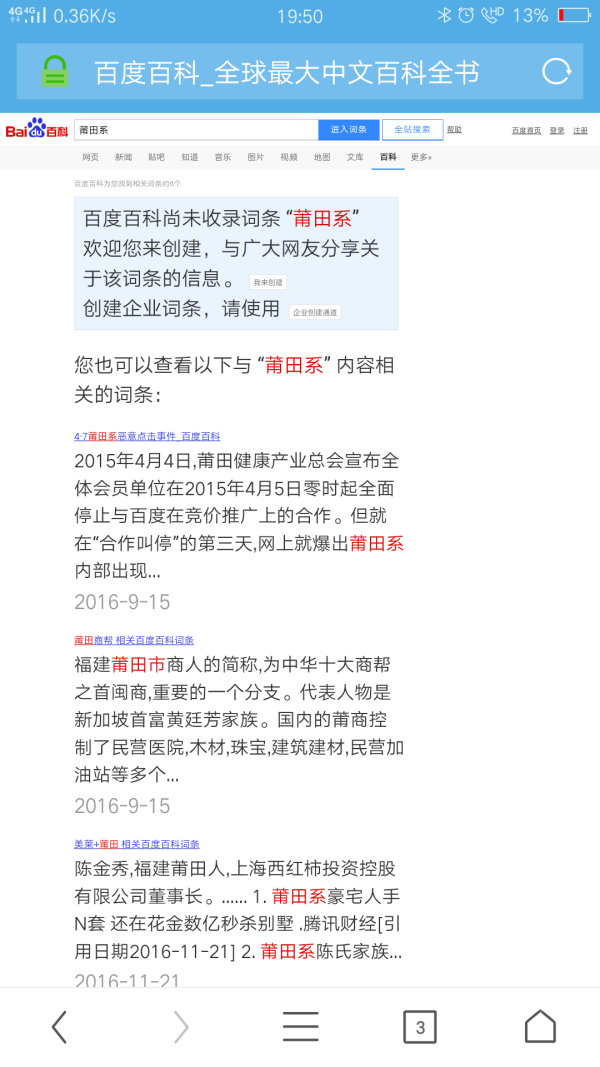 4G 4G 0.36K/s 19:50 HD 13%
百度百科_全球最大中文百科全书
Bai du 百科 莆田系 进入词条 全站搜索 帮助 百度首页 登录 注册
网页 新闻 贴吧 知道 音乐 图片 视频 地图 文库 百科 更多»
百度百科为您找到相关词条约6个
百度百科尚未收录词条 “莆田系”
欢迎您来创建，与广大网友分享关
于该词条的信息。 我来创建
创建企业词条，请使用 企业创建通道
您也可以查看以下与 “莆田系” 内容相
关的词条：
4·7莆田系恶意点击事件_百度百科
2015年4月4日,莆田健康产业总会宣布全
体会员单位在2015年4月5日零时起全面
停止与百度在竞价推广上的合作。但就
在“合作叫停”的第三天,网上就爆出莆田系
内部出现...
2016-9-15
莆田商帮 相关百度百科词条
福建莆田市商人的简称,为中华十大商帮
之首闽商,重要的一个分支。代表人物是
新加坡首富黄廷芳家族。国内的莆商控
制了民营医院,木材,珠宝,建筑建材,民营加
油站等多个...
2016-9-15
美莱+莆田 相关百度百科词条
陈金秀,福建莆田人,上海西红柿投资控股
有限公司董事长。...... 1. 莆田系豪宅人手
N套 还在花金数亿秒杀别墅 .腾讯财经[引
用日期2016-11-21] 2. 莆田系陈氏家族...
2016-11-21
3